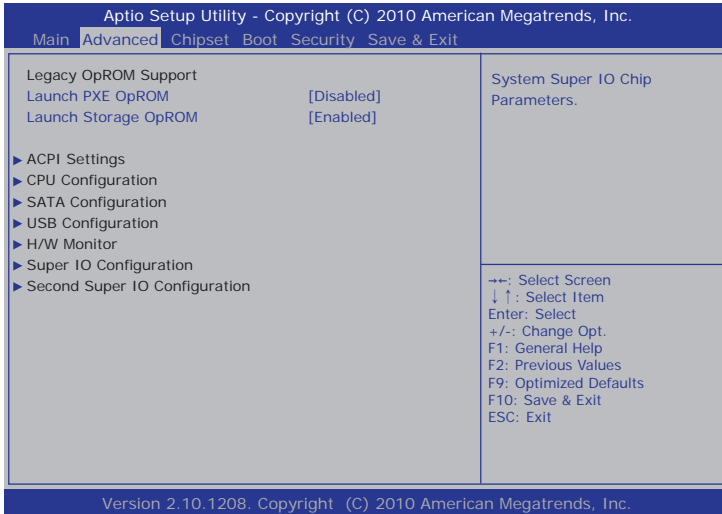 Aptio Setup Utility - Copyright (C) 2010 American Megatrends, Inc.
Main Advanced Chipset Boot Security Save & Exit
Legacy OpROM Support
Launch PXE OpROM [Disabled]
Launch Storage OpROM [Enabled]
▶ ACPI Settings
▶ CPU Configuration
▶ SATA Configuration
▶ USB Configuration
▶ H/W Monitor
▶ Super IO Configuration
▶ Second Super IO Configuration
System Super IO Chip
Parameters.
→←: Select Screen
↓↑: Select Item
Enter: Select
+/-: Change Opt.
F1: General Help
F2: Previous Values
F9: Optimized Defaults
F10: Save & Exit
ESC: Exit
Version 2.10.1208. Copyright (C) 2010 American Megatrends, Inc.